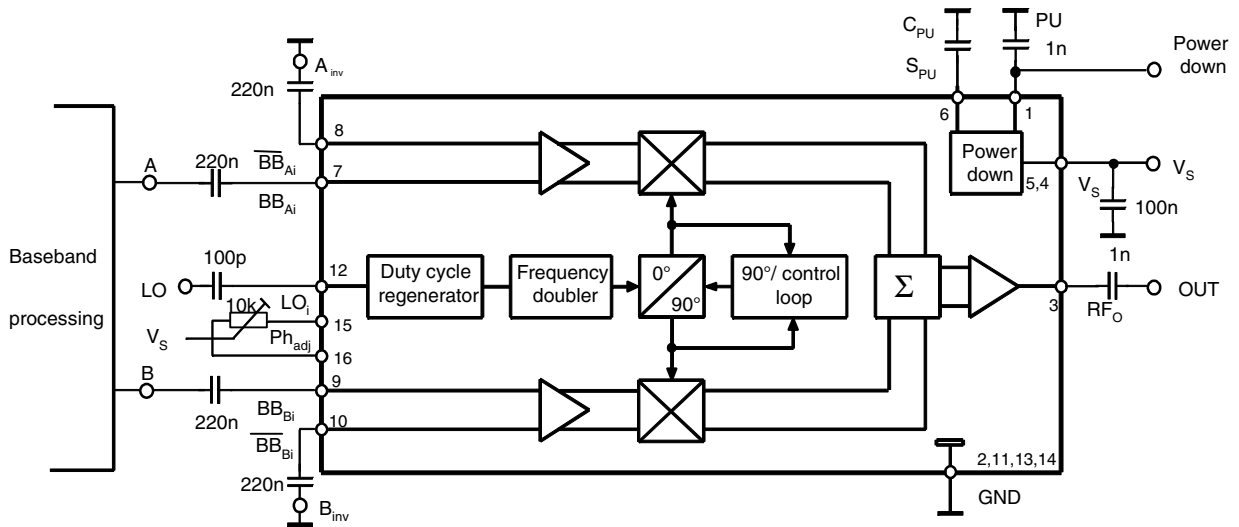 C_PU
PU
1n
Power
down
S_PU
6
1
A_inv
220n
8
Power
down
5,4
V_S
V_S
100n
A
220n
B̅B̅_Ai
7
BB_Ai
Baseband
processing
100p
LO
12
LO_i
Duty cycle
regenerator
Frequency
doubler
0°
90°
90°/ control
loop
Σ
3
1n
RF_O
OUT
10k
15
V_S
Ph_adj
16
B
9
220n
BB_Bi
10
B̅B̅_Bi
220n
B_inv
2,11,13,14
GND